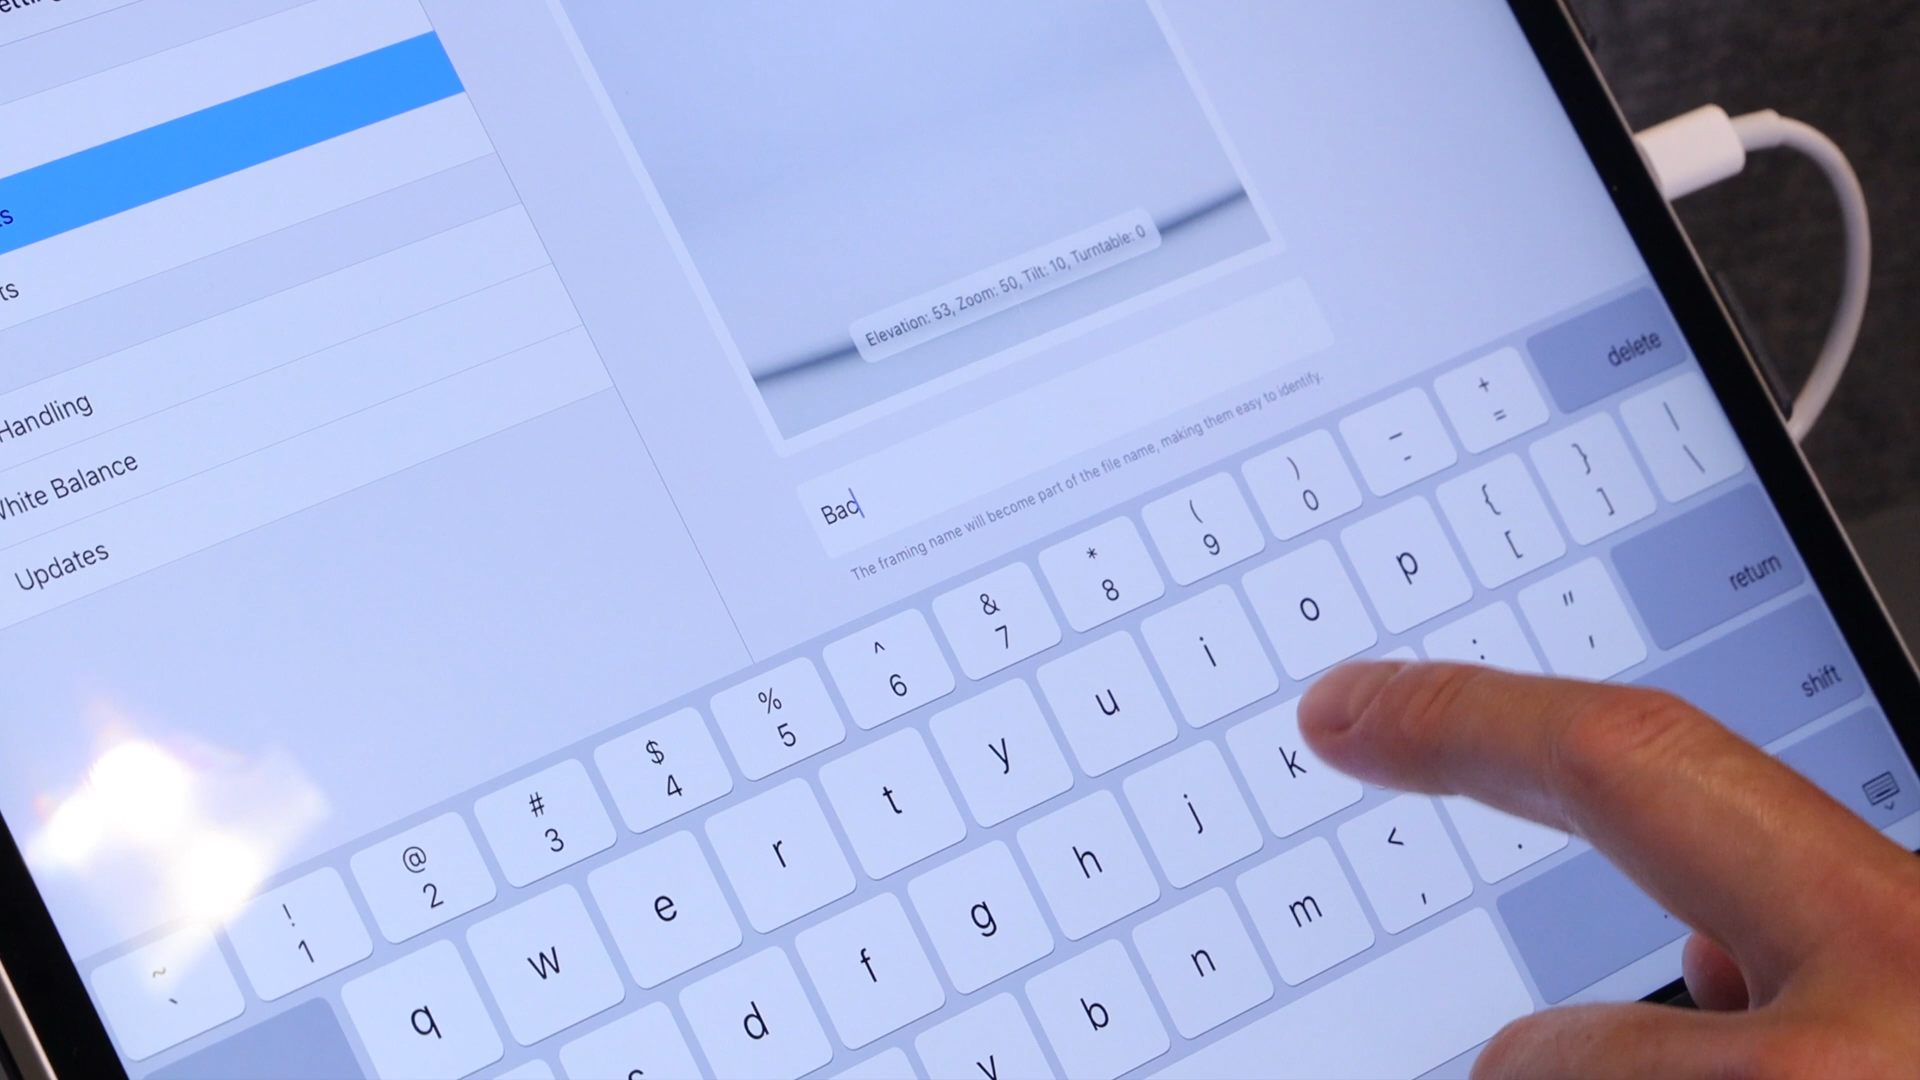 Handling
White Balance
Updates
Elevation: 53, Zoom: 50, Tilt: 10, Turntable: 0
Bac
The framing name will become part of the file name, making them easy to identify.
~ `
! 1
@ 2
# 3
$ 4
% 5
^ 6
& 7
* 8
( 9
) 0
_ -
+ =
delete
q w e r t y u i o p { [ } ] | \
d f g h j k : " ' return
v b n m < , . shift